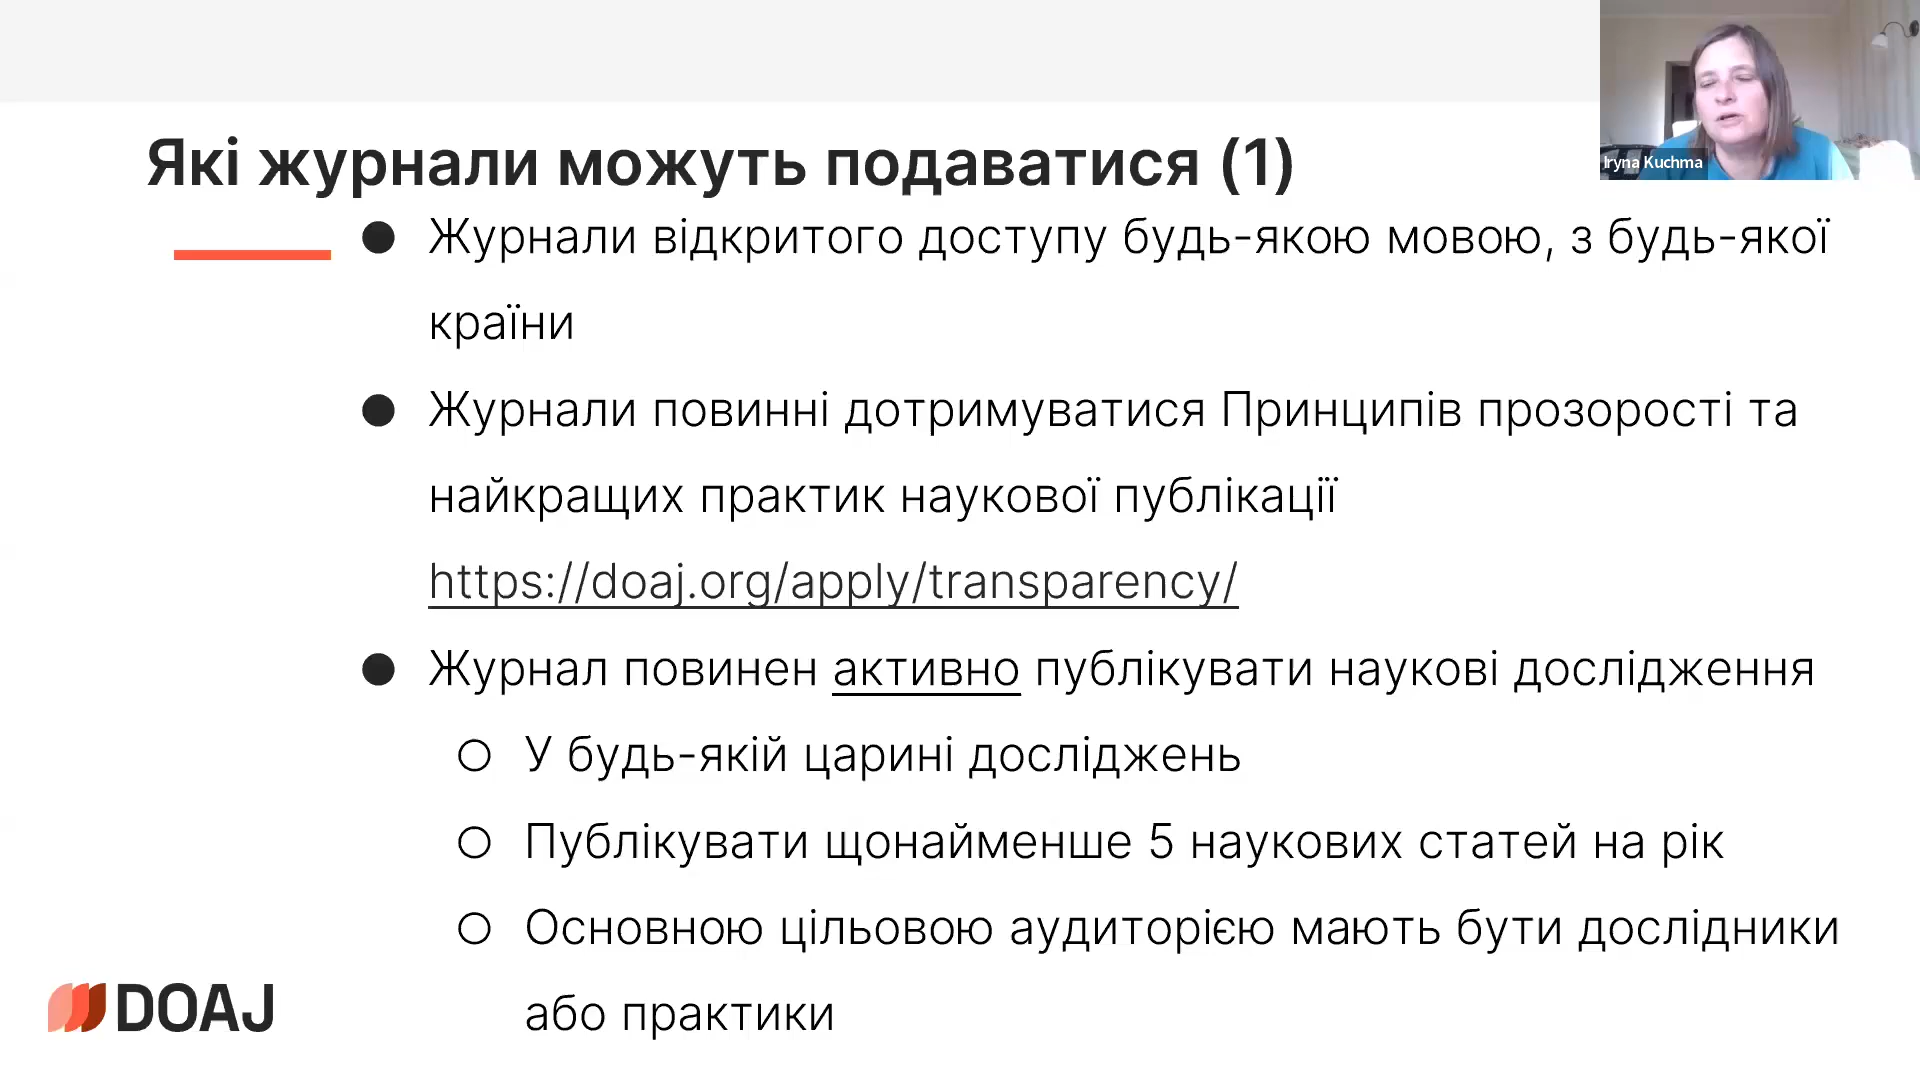 Iryna Kuchma
Які журнали можуть подаватися (1)
● Журнали відкритого доступу будь-якою мовою, з будь-якої
країни
● Журнали повинні дотримуватися Принципів прозорості та
найкращих практик наукової публікації
https://doaj.org/apply/transparency/
● Журнал повинен активно публікувати наукові дослідження
○ У будь-якій царині досліджень
○ Публікувати щонайменше 5 наукових статей на рік
○ Основною цільовою аудиторією мають бути дослідники
або практики
DOAJ